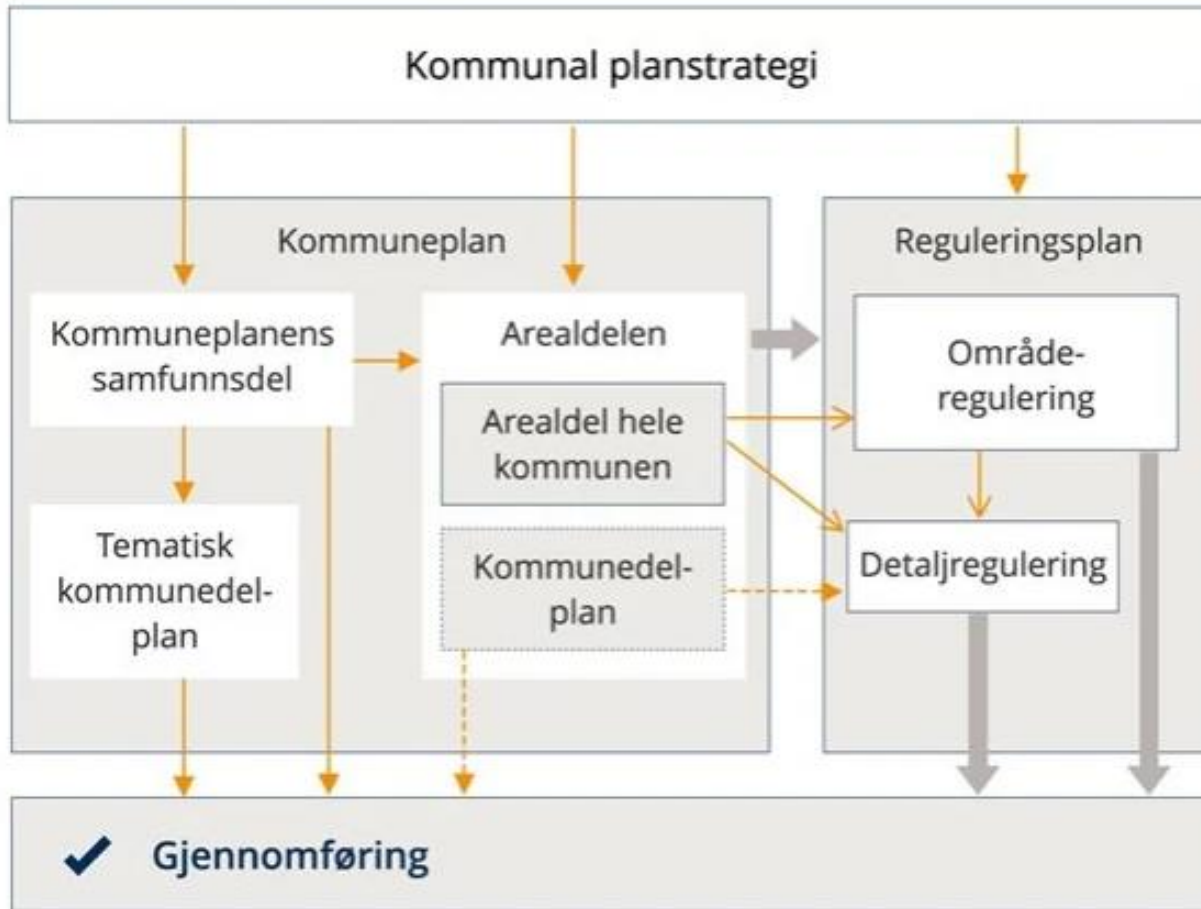 Kommunal planstrategi
Kommuneplan
Kommuneplanens
samfunnsdel
Tematisk
kommunedel-
plan
Arealdelen
Arealdel hele
kommunen
Kommunedel-
plan
Reguleringsplan
Område-
regulering
Detaljregulering
Gjennomføring